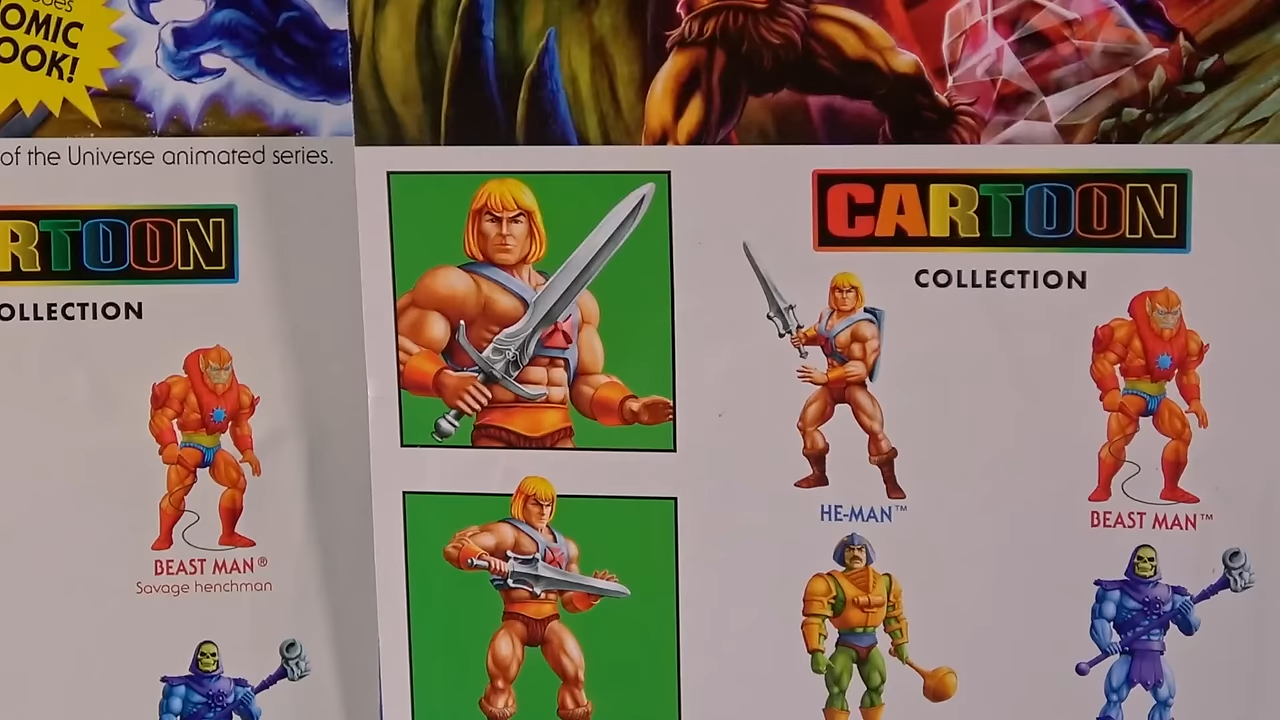 OMIC
OOK!
of the Universe animated series.
RTOON
OLLECTION
BEAST MAN®
Savage henchman
CARTOON
COLLECTION
HE-MAN™
BEAST MAN™